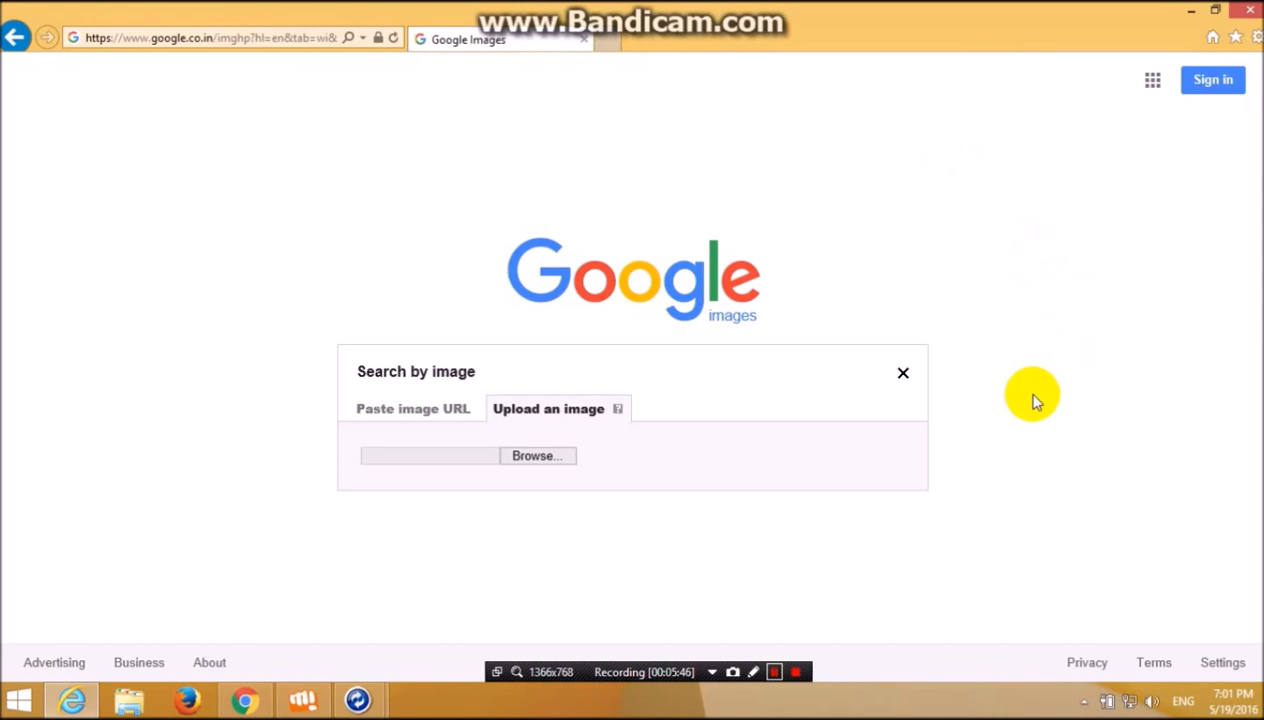 www.Bandicam.com
https://www.google.co.in/imghp?hl=en&tab=wi&
Google Images
Sign in
Google
images
Search by image
Paste image URL
Upload an image ?
Browse...
Advertising
Business
About
1366x768
Recording [00:05:46]
Privacy
Terms
Settings
ENG
7:01 PM
5/19/2016